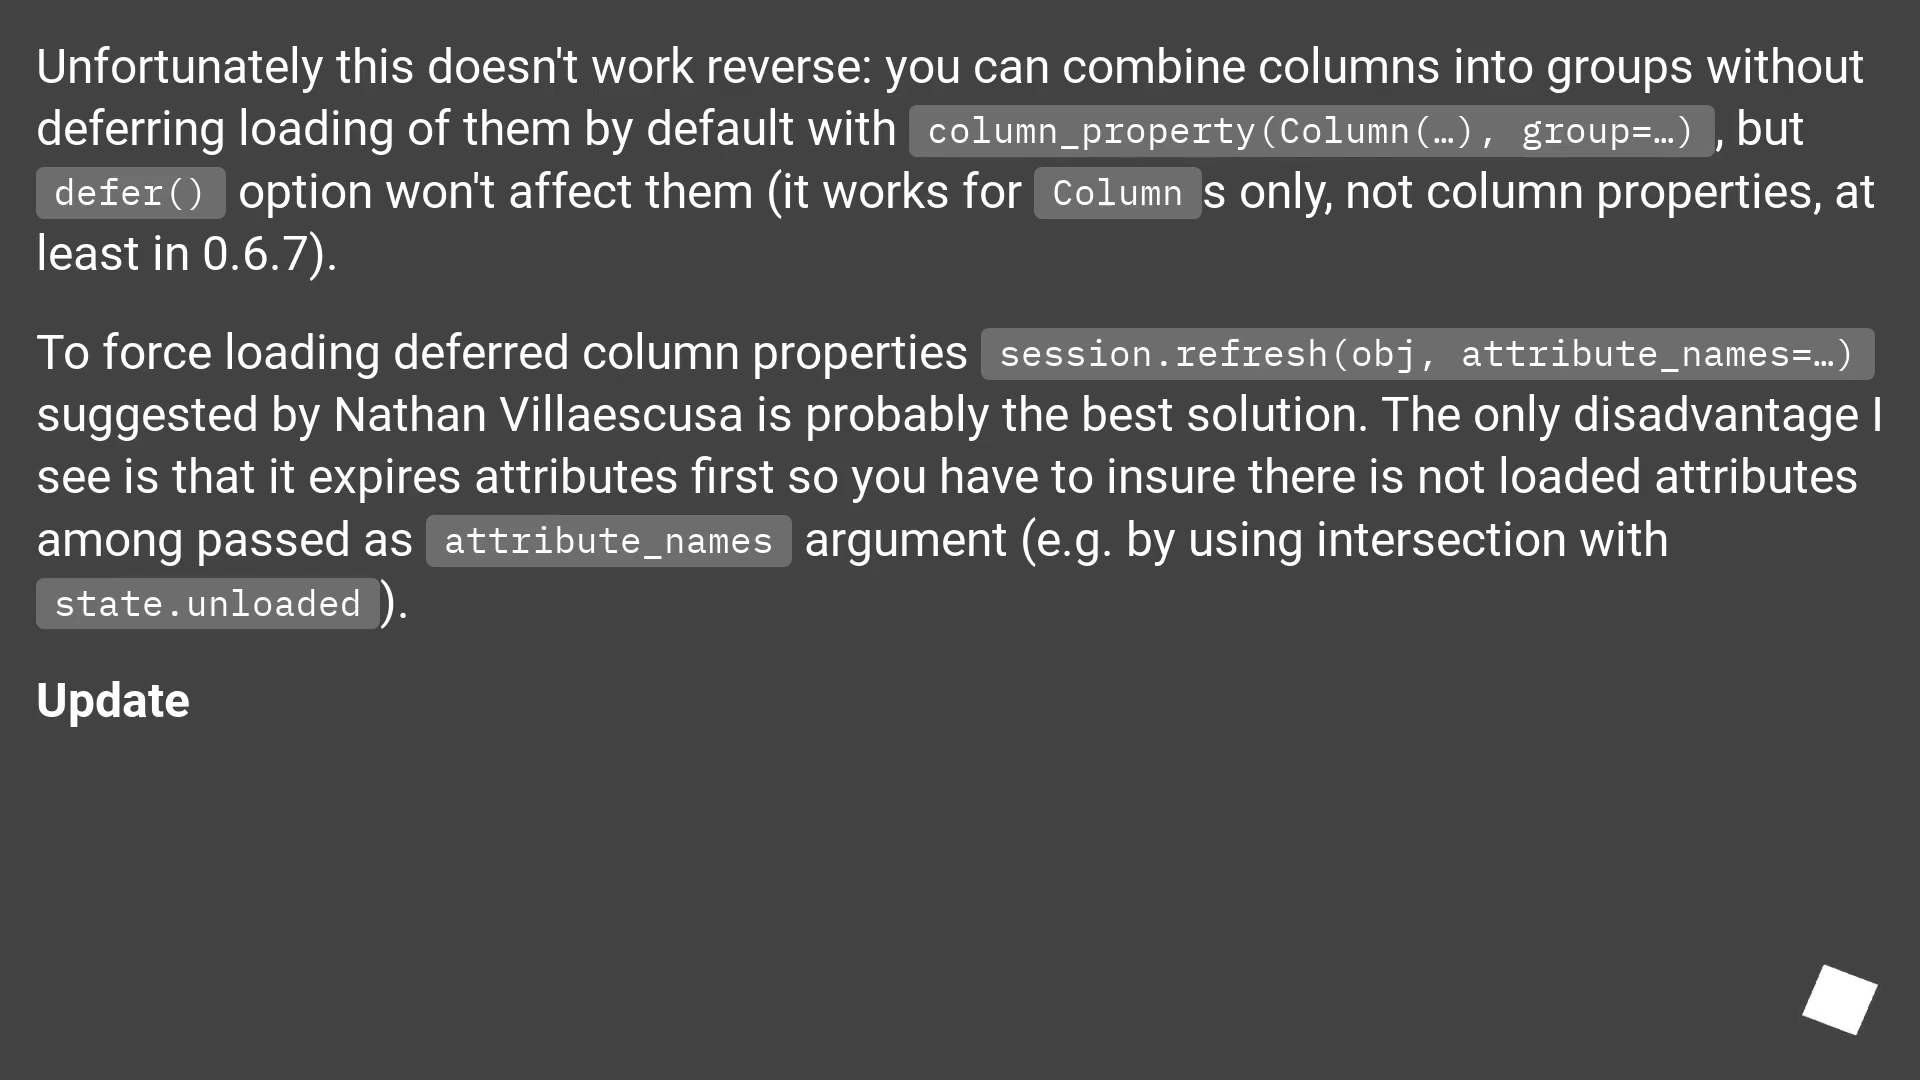 Unfortunately this doesn't work reverse: you can combine columns into groups without
deferring loading of them by default with column_property(Column(…), group=…), but
defer() option won't affect them (it works for Columns only, not column properties, at
least in 0.6.7).
To force loading deferred column properties session.refresh(obj, attribute_names=…)
suggested by Nathan Villaescusa is probably the best solution. The only disadvantage I
see is that it expires attributes first so you have to insure there is not loaded attributes
among passed as attribute_names argument (e.g. by using intersection with
state.unloaded).
Update